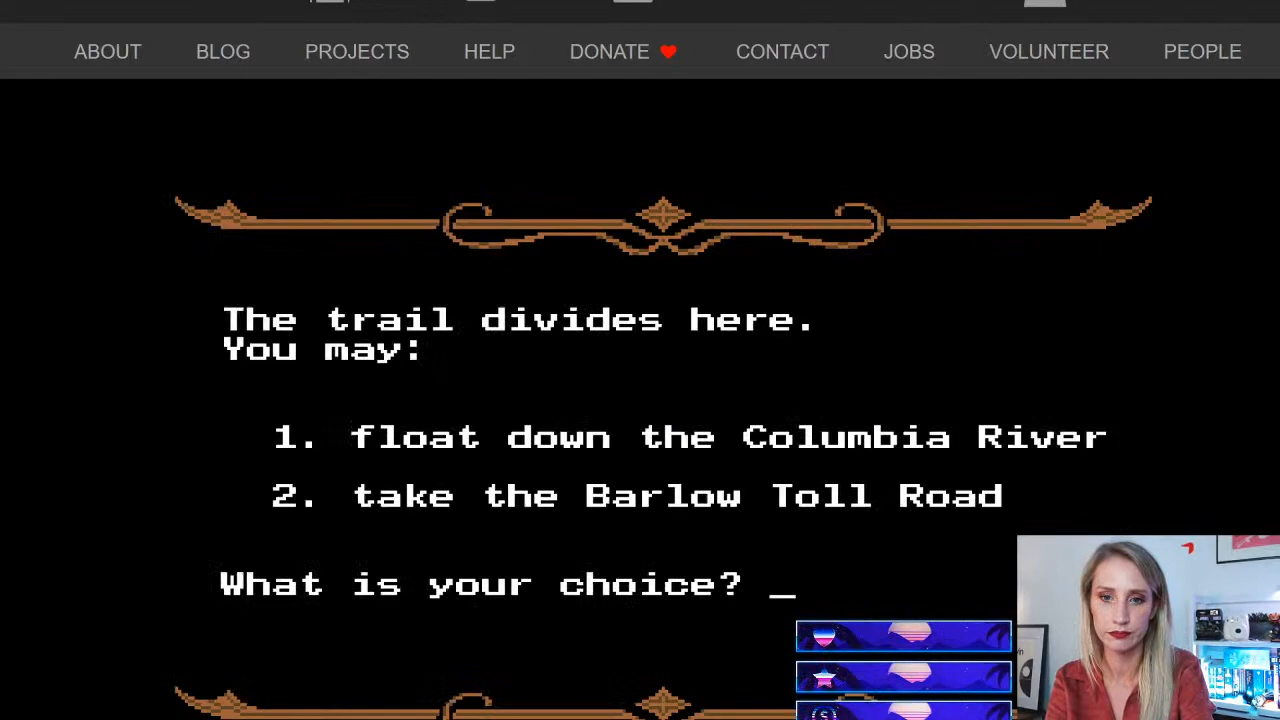 ABOUT BLOG PROJECTS HELP DONATE CONTACT JOBS VOLUNTEER PEOPLE
The trail divides here.
You may:
1. float down the Columbia River
2. take the Barlow Toll Road
What is your choice? _